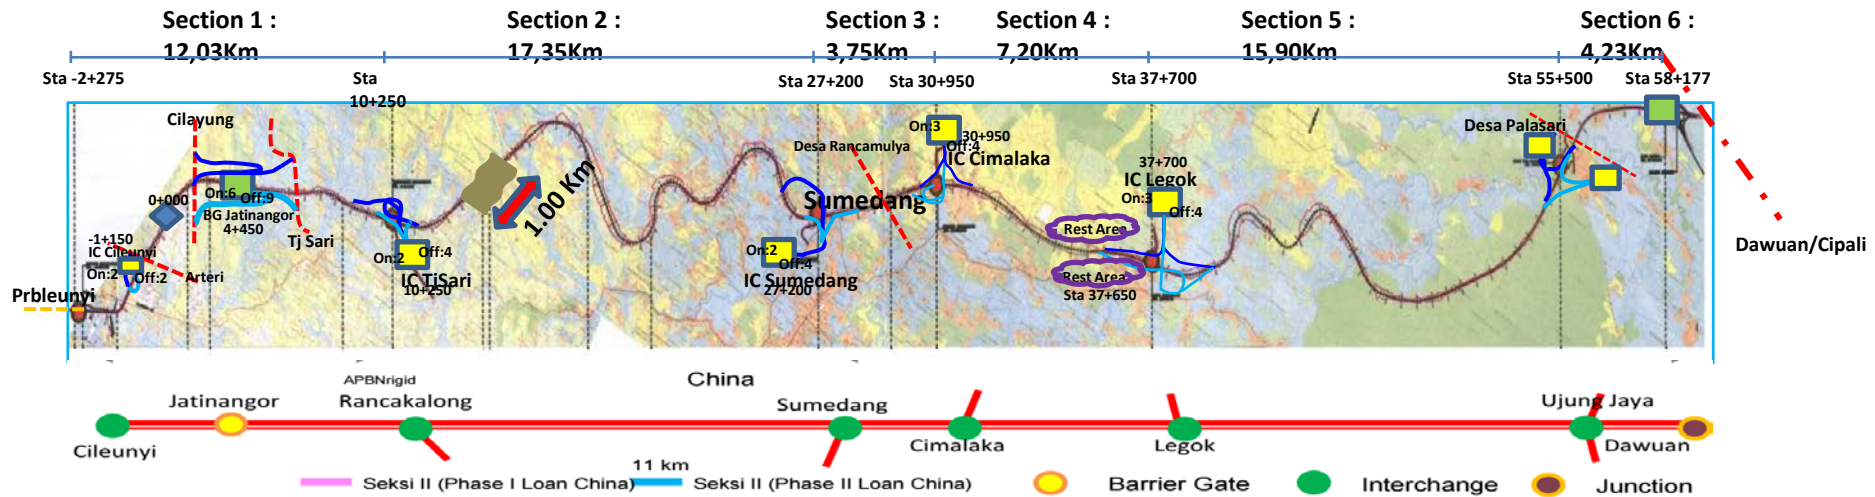 Section 1 :
12,03Km
Section 2 :
17,35Km
Section 3 :
3,75Km
Section 4 :
7,20Km
Section 5 :
15,90Km
Section 6 :
4,23Km
Sta -2+275
Sta
10+250
Sta 27+200
Sta 30+950
Sta 37+700
Sta 55+500
Sta 58+177
Cilayung
0+000
On:6
Off:9
BG Jatinangor
4+450
Tj Sari
-1+150
IC Cileunyi
On:2
Off:2
Arteri
Prbleunyi
On:2
Off:4
IC TjSari
10+250
1.00 Km
Desa Rancamulya
Sumedang
On:2
Off:4
IC Sumedang
27+200
On:3
30+950
Off:4
IC Cimalaka
37+700
IC Legok
On:3
Off:4
Rest Area
Rest Area
Sta 37+650
Desa Palasari
Dawuan/Cipali
China
APBNrigid
Cileunyi
Jatinangor
Rancakalong
Sumedang
Cimalaka
Legok
Ujung Jaya
Dawuan
11 km
Seksi II (Phase I Loan China)
Seksi II (Phase II Loan China)
Barrier Gate
Interchange
Junction